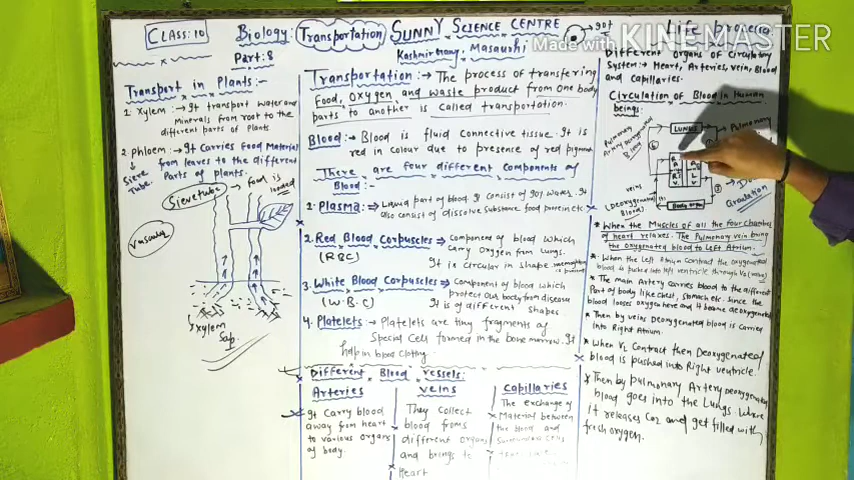 CLASS:10
Biology:
Transportation
SUNNY SCIENCE CENTRE
90%
Life processes
Made with KINEMASTER
Part:8
Masaurhi
Transport in Plants:-
1. Xylem :→ It transport water and
Minerals from root to the
different parts of plants
2. Phloem :→ It carries Food Material
from leaves to the different
Parts of plants.
Sieve
Tube.
Sieve tube
Food is
loaded
Vascular
Xylem
Sap.
Transportation :→ The process of transfering
Food, Oxygen and waste product from one body
parts to another is called transportation.
Blood:→ Blood is fluid connective tissue. It is
red in colour due to presence of red pigment
There are four different components of
Blood:-
1. Plasma:→ Liquid part of blood. It consist of 90% water. It
also consist of dissolve substance food protein etc.
2. Red Blood Corpuscles → component of blood which
(RBC) carry oxygen from lungs.
It is circular in shape.
3. White Blood Corpuscles → Component of blood which
(W.B.C) protect our body from disease
It is of different shapes
4. Platelets → Platelets are tiny fragments of
Special Cell formed in the bone marrow. It
help in blood clotting.
Different Blood vessels:
Arteries
It Carry blood
away from heart
to various organs
of body.
veins
They collect
blood from
different organs
and brings to
Heart
Capillaries
The exchange of
Material between
the blood and
Different organs of Circulatory
System:→ Heart, Arteries, vein, Blood
and Capillaries.
Circulation of Blood in Human
beings:
Pulmonary
Artery Deoxygenated
Blood
LUNGS
Pulmonary
veins
(Deoxygenated
Blood)
Circulation
* When the Muscles of all the four chambers
of heart relaxes. The Pulmonary vein bring
the oxygenated blood to Left Atrium.
* When the Left Atrium Contract the oxygenated
blood is pushed into left ventricle through
* The main Artery carries blood to the different
Part of body like chest, stomach etc. Since the
blood looses oxygen here and it became deoxygenated
* Then by vein Deoxygenated blood is carried
into Right Atrium.
* When Contract then Deoxygenated
blood is pushed into Right ventricle.
* Then by pulmonary Artery deoxygenated
blood goes into the Lungs. Where
it releases CO2 and get filled with
fresh oxygen.